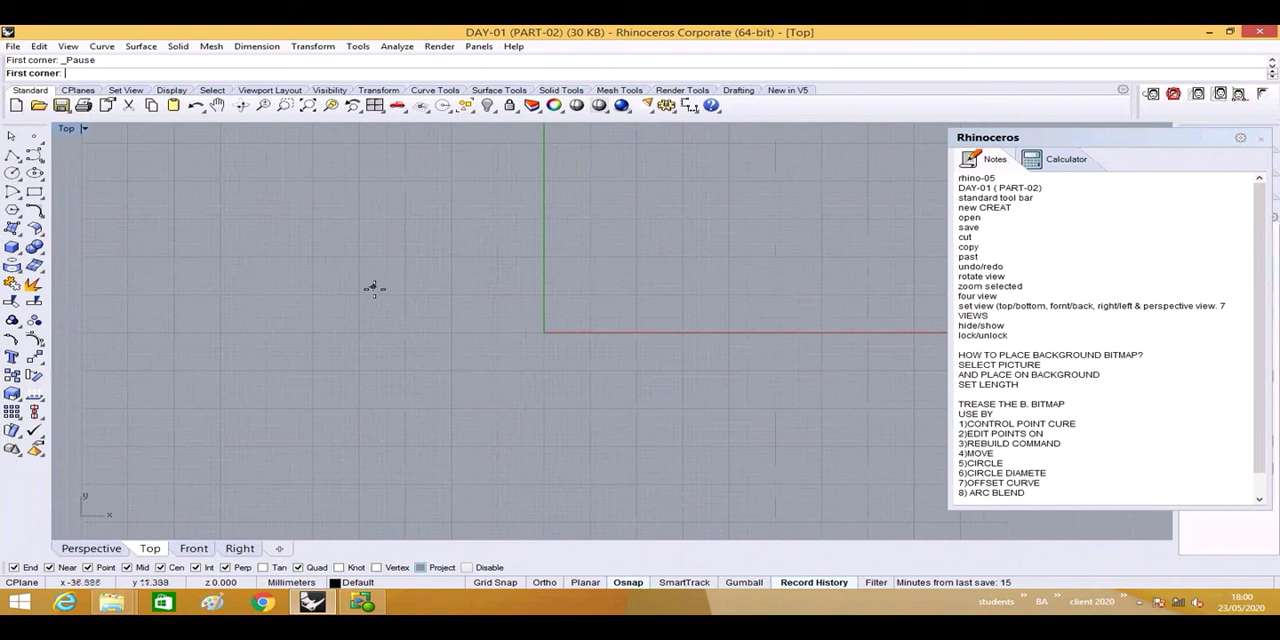 DAY-01 (PART-02) (30 KB) - Rhinoceros Corporate (64-bit) - [Top]
File Edit View Curve Surface Solid Mesh Dimension Transform Tools Analyze Render Panels Help
First corner: _Pause
First corner:
Standard CPlanes Set View Display Select Viewport Layout Visibility Transform Curve Tools Surface Tools Solid Tools Mesh Tools Render Tools Drafting New in V5
Top
Rhinoceros
Notes Calculator
rhino-05
DAY-01 ( PART-02)
standard tool bar
new CREAT
open
save
cut
copy
past
undo/redo
rotate view
zoom selected
four view
set view (top/bottom, fornt/back, right/left & perspective view. 7
VIEWS
hide/show
lock/unlock
HOW TO PLACE BACKGROUND BITMAP?
SELECT PICTURE
AND PLACE ON BACKGROUND
SET LENGTH
TREASE THE B. BITMAP
USE BY
1)CONTROL POINT CURE
2)EDIT POINTS ON
3)REBUILD COMMAND
4)MOVE
5)CIRCLE
6)CIRCLE DIAMETE
7)OFFSET CURVE
8) ARC BLEND
y
x
Perspective Top Front Right
End Near Point Mid Cen Int Perp Tan Quad Knot Vertex Project Disable
CPlane y 17.388 z 0.000 Millimeters Default Grid Snap Ortho Planar Osnap SmartTrack Gumball Record History Filter Minutes from last save: 15
students » BA » client 2020 » 18:00
23/05/2020